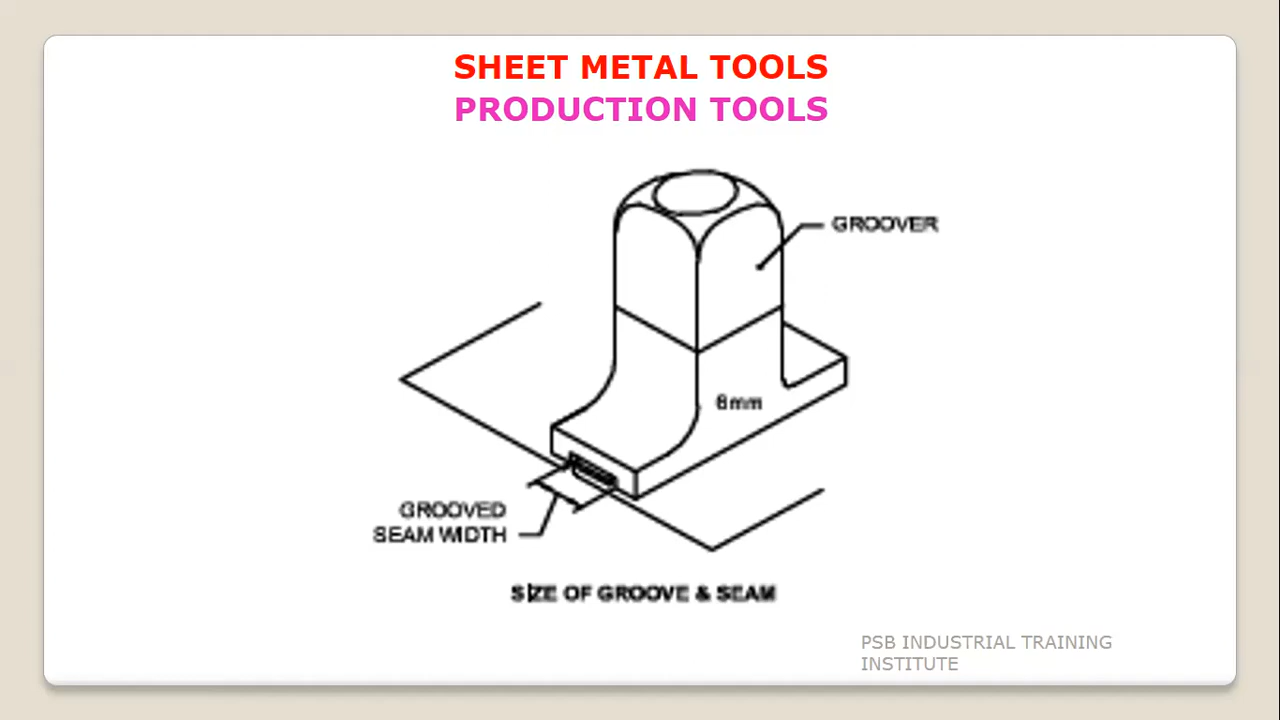 SHEET METAL TOOLS
PRODUCTION TOOLS
GROOVER
6mm
GROOVED
SEAM WIDTH
SIZE OF GROOVE & SEAM
PSB INDUSTRIAL TRAINING
INSTITUTE